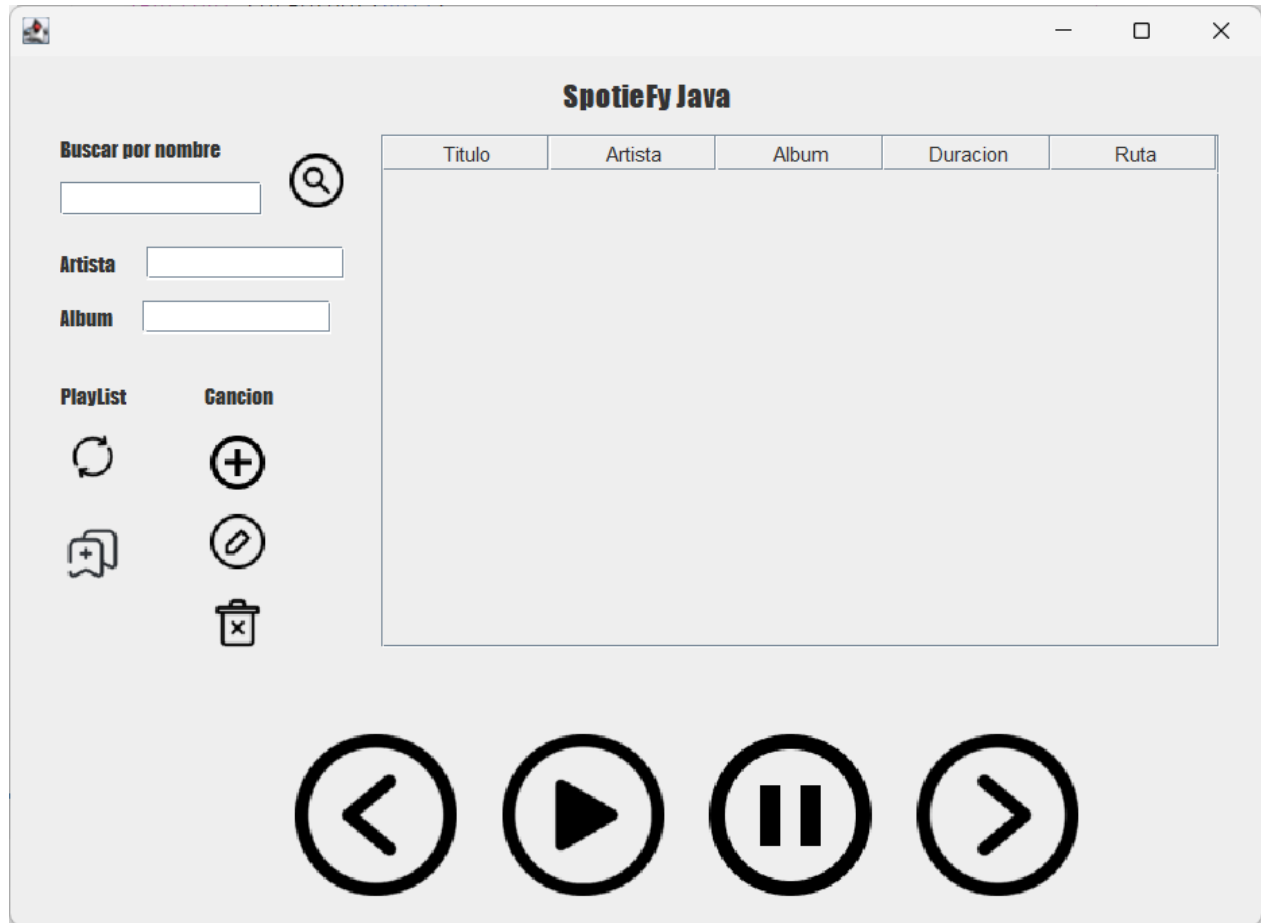 SpotieFy Java
Buscar por nombre
Titulo Artista Album Duracion Ruta
Artista
Album
PlayList Cancion